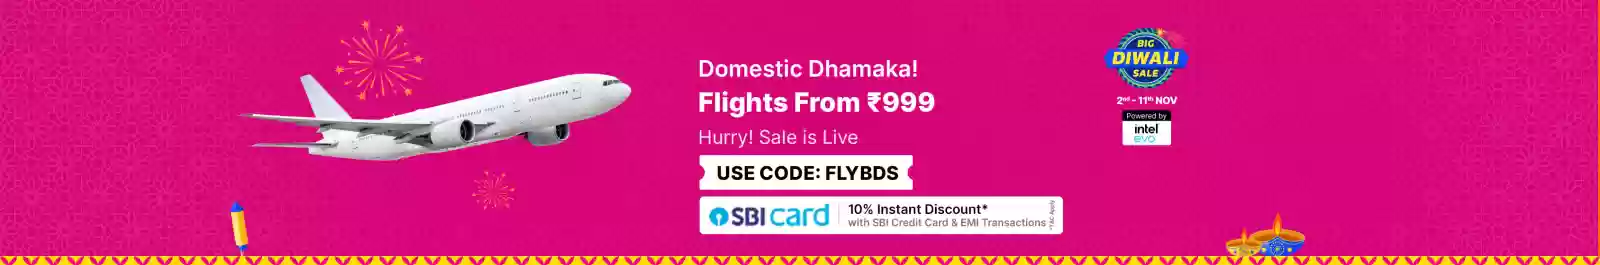 Domestic Dhamaka!
Flights From ₹999
Hurry! Sale is Live
USE CODE: FLYBDS
SBI card
10% Instant Discount*
with SBI Credit Card & EMI Transactions
*T&C Apply
BIG
DIWALI
SALE
2nd - 11th NOV
Powered by
intel
evo